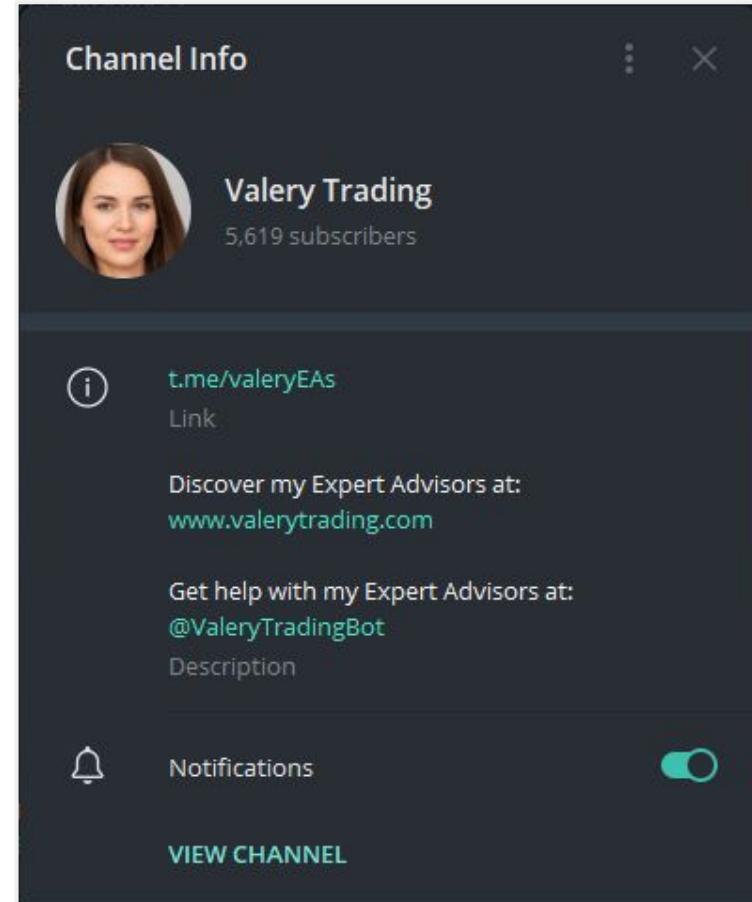 Channel Info
Valery Trading
5,619 subscribers
t.me/valeryEAs
Link
Discover my Expert Advisors at:
www.valerytrading.com
Get help with my Expert Advisors at:
@ValeryTradingBot
Description
Notifications
VIEW CHANNEL